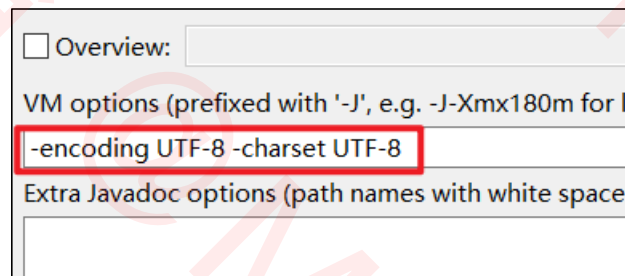 Overview:
VM options (prefixed with '-J', e.g. -J-Xmx180m for
-encoding UTF-8 -charset UTF-8
Extra Javadoc options (path names with white space